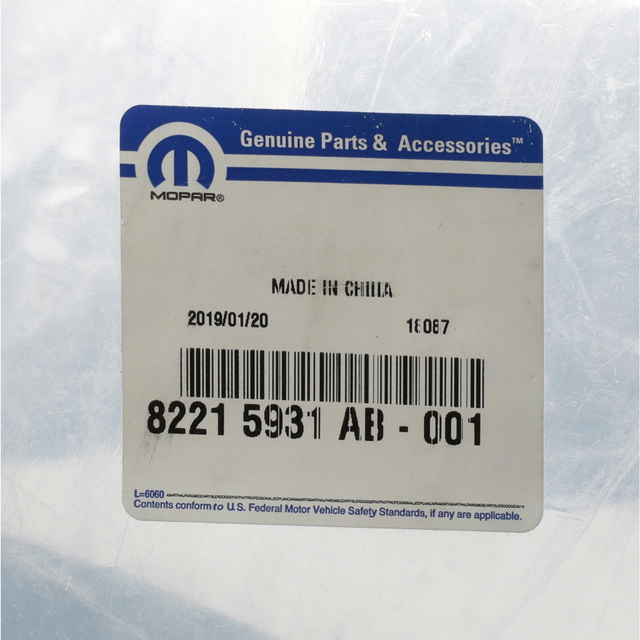 Genuine Parts & Accessories™
MOPAR®
MADE IN CHINA
2019/01/20 18087
8221 5931 AB - 001
L=6060
Contents conform to U.S. Federal Motor Vehicle Safety Standards, if any are applicable.